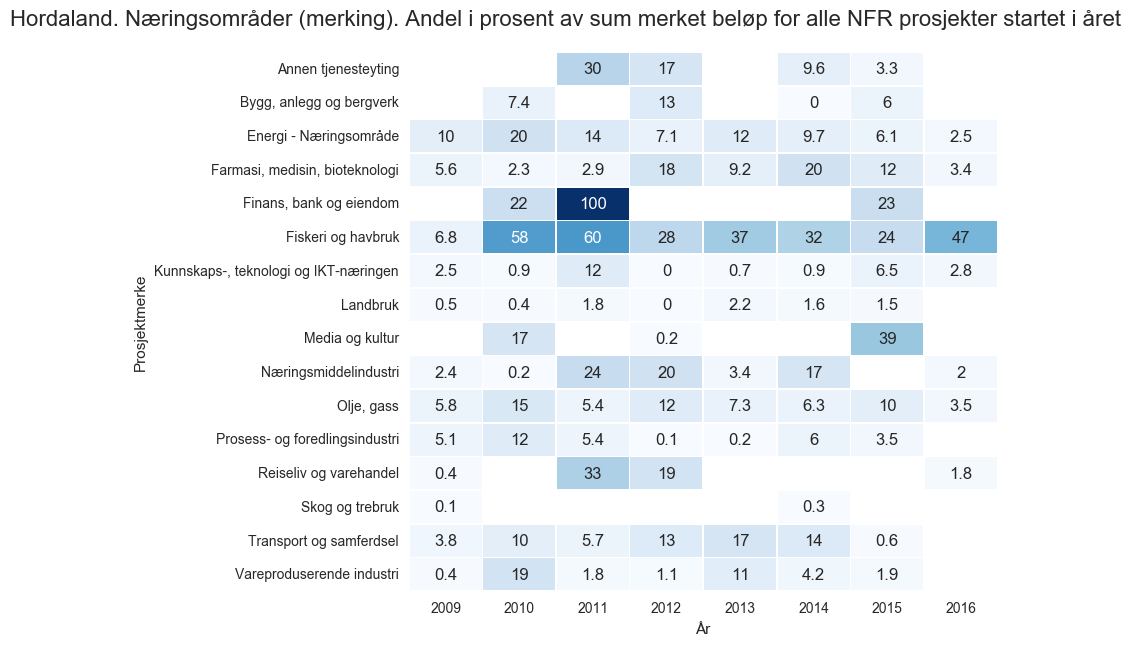 Hordaland. Næringsområder (merking). Andel i prosent av sum merket beløp for alle NFR prosjekter startet i året
Prosjektmerke
Annen tjenesteyting 30 17 9.6 3.3
Bygg, anlegg og bergverk 7.4 13 0 6
Energi - Næringsområde 10 20 14 7.1 12 9.7 6.1 2.5
Farmasi, medisin, bioteknologi 5.6 2.3 2.9 18 9.2 20 12 3.4
Finans, bank og eiendom 22 100 23
Fiskeri og havbruk 6.8 58 60 28 37 32 24 47
Kunnskaps-, teknologi og IKT-næringen 2.5 0.9 12 0 0.7 0.9 6.5 2.8
Landbruk 0.5 0.4 1.8 0 2.2 1.6 1.5
Media og kultur 17 0.2 39
Næringsmiddelindustri 2.4 0.2 24 20 3.4 17 2
Olje, gass 5.8 15 5.4 12 7.3 6.3 10 3.5
Prosess- og foredlingsindustri 5.1 12 5.4 0.1 0.2 6 3.5
Reiseliv og varehandel 0.4 33 19 1.8
Skog og trebruk 0.1 0.3
Transport og samferdsel 3.8 10 5.7 13 17 14 0.6
Vareproduserende industri 0.4 19 1.8 1.1 11 4.2 1.9
2009 2010 2011 2012 2013 2014 2015 2016
År